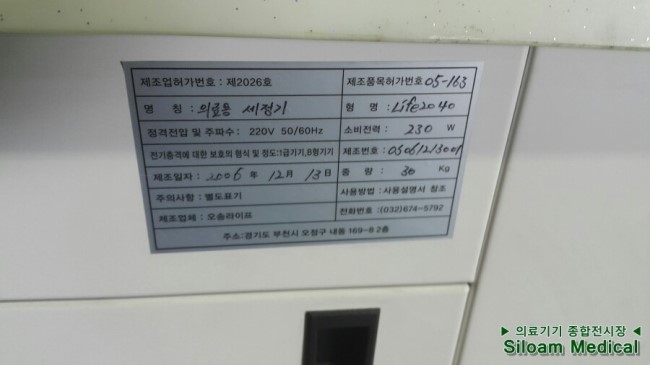 제조업허가번호 : 제2026호 제조품목허가번호 05-163
명 칭 : 의료용 세정기 형 명 : Life2040
정격전압 및 주파수 : 220V 50/60Hz 소비전력 : 230 W
전기충격에 대한 보호의 형식 및 정도:1급기기,B형기기 제조번호 :
제조일자 : 2006 년 12 월 13 일 중 량 : 30 Kg
주의사항 : 별도표기 사용방법 : 사용설명서 참조
제조업체 : 오송라이프 전화번호 : (032)674-5792
주소:경기도 부천시 오정구 내동 169-8 2층
▶ 의료기기 종합전시장 ◀
Siloam Medical